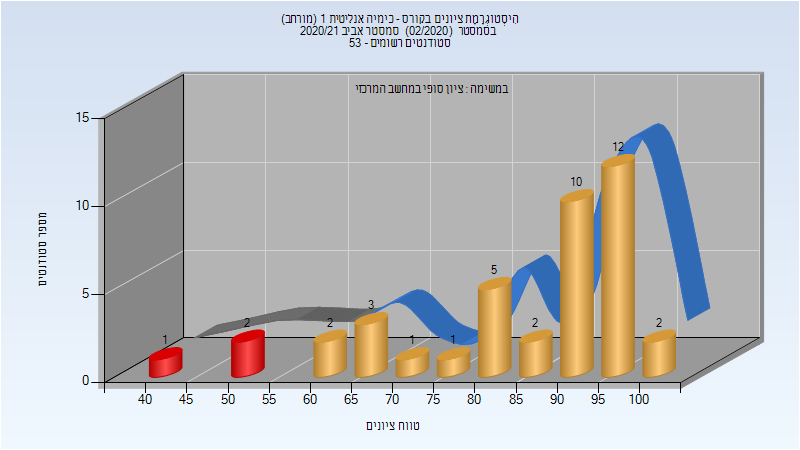 היסטוגרמת ציונים בקורס - כימיה אנליטית 1 (מורחב)
בסמסטר (02/2020) סמסטר אביב 2020/21
סטודנטים רשומים - 53
במשימה : ציון סופי במחשב המרכזי
מספר סטודנטים
15
10
5
0
1
2
2
3
1
1
5
2
10
12
2
40 45 50 55 60 65 70 75 80 85 90 95 100
טווח ציונים